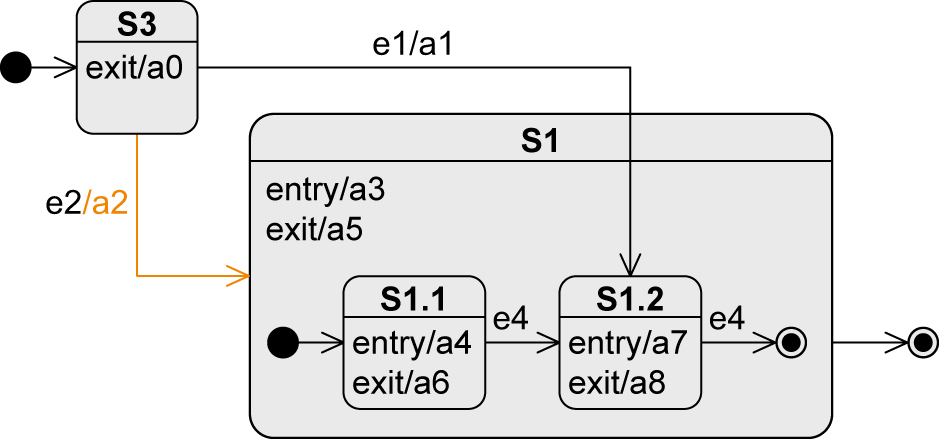 S3
exit/a0
e1/a1
e2/a2
S1
entry/a3
exit/a5
S1.1
entry/a4
exit/a6
e4
S1.2
entry/a7
exit/a8
e4